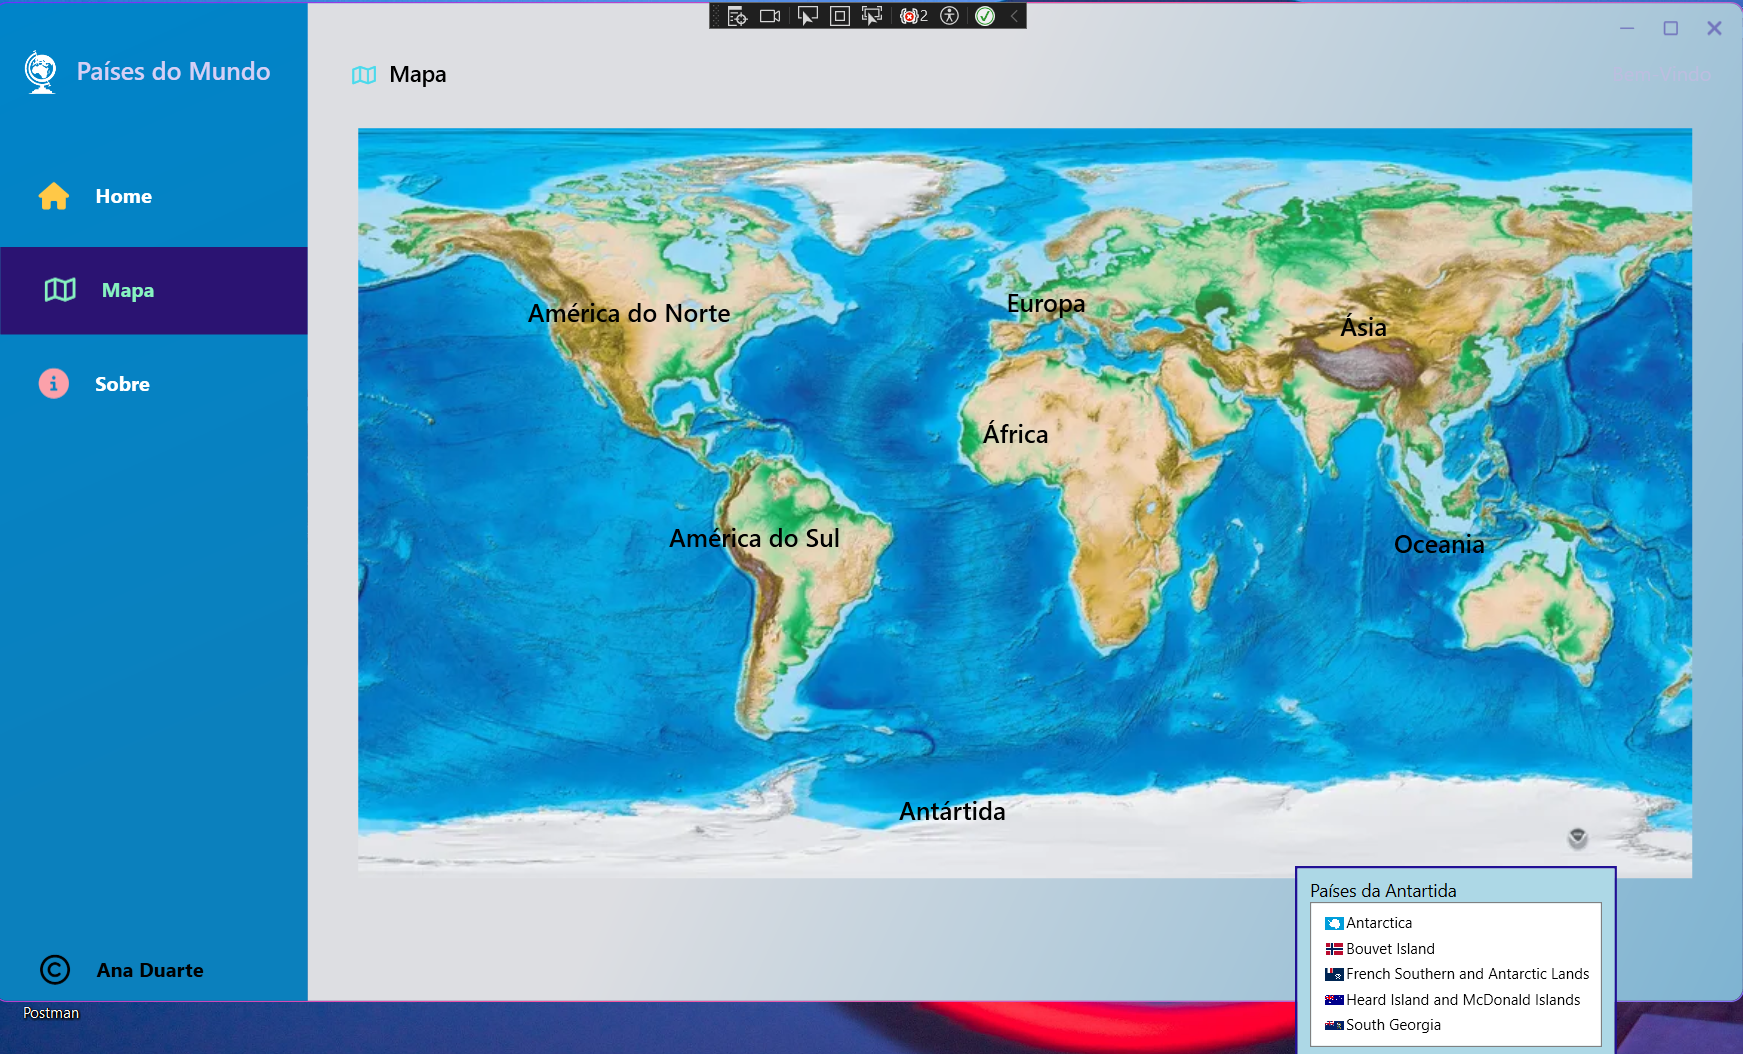 2
Países do Mundo
Mapa
Home
Mapa
Sobre
América do Norte
Europa
Ásia
África
América do Sul
Oceania
Antártida
Países da Antartida
Antarctica
Bouvet Island
French Southern and Antarctic Lands
Heard Island and McDonald Islands
South Georgia
Ana Duarte
Postman